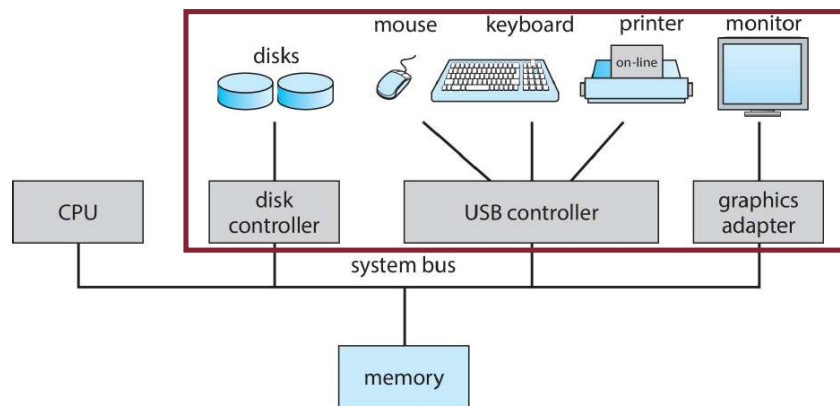 mouse
keyboard
printer
monitor
disks
on-line
CPU
disk
controller
USB controller
graphics
adapter
system bus
memory